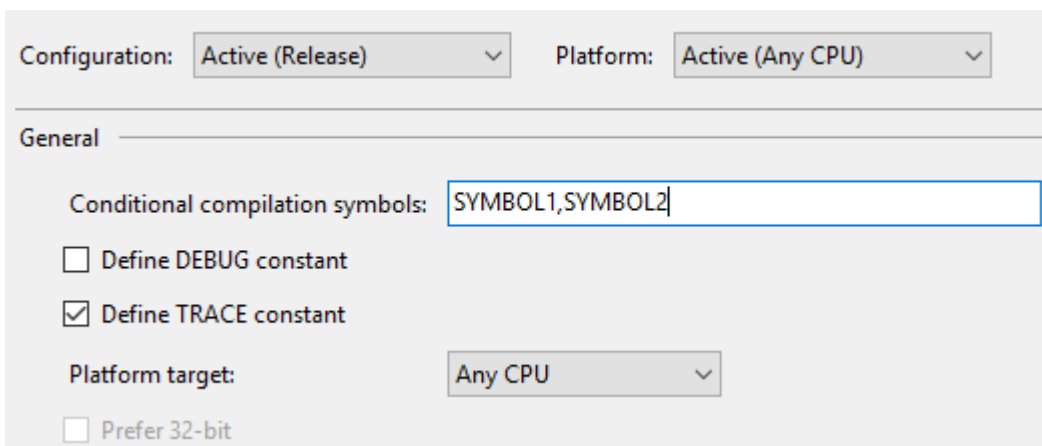 Configuration: Active (Release) Platform: Active (Any CPU)
General
Conditional compilation symbols: SYMBOL1,SYMBOL2
Define DEBUG constant
Define TRACE constant
Platform target: Any CPU
Prefer 32-bit